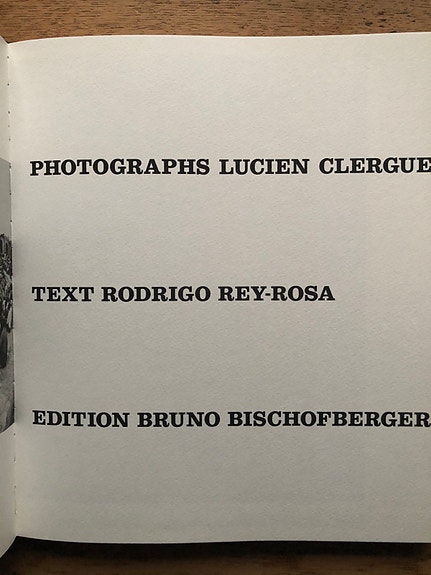 PHOTOGRAPHS LUCIEN CLERGUE
TEXT RODRIGO REY-ROSA
EDITION BRUNO BISCHOFBERGER